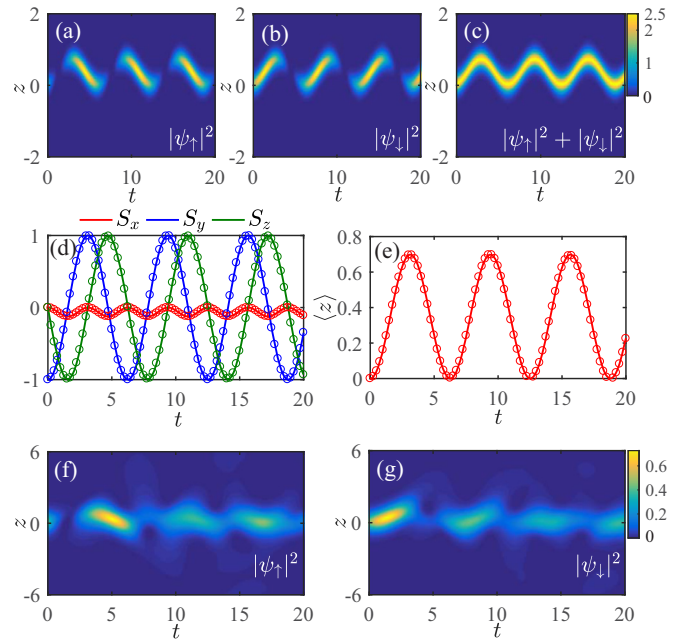 (a) (b) (c)
2 2 2 2.5
z 0 z 0 z 0 2
1
-2 -2 -2 0
|ψ↑|² |ψ↓|² |ψ↑|² + |ψ↓|²
0 10 20 0 10 20 0 10 20
t t t
S_x S_y S_z
(d) (e)
1 0.8
0.6
0 ⟨z⟩ 0.4
0.2
-1 0
0 5 10 15 20 0 5 10 15 20
t t
(f) (g)
6 6
0.6
z 0 z 0 0.4
0.2
-6 -6 0
|ψ↑|² |ψ↓|²
0 5 10 15 20 0 5 10 15 20
t t